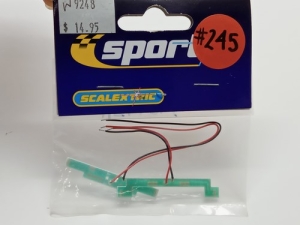 W9248
$ 14.95
sport
#245
SCALEXTRIC